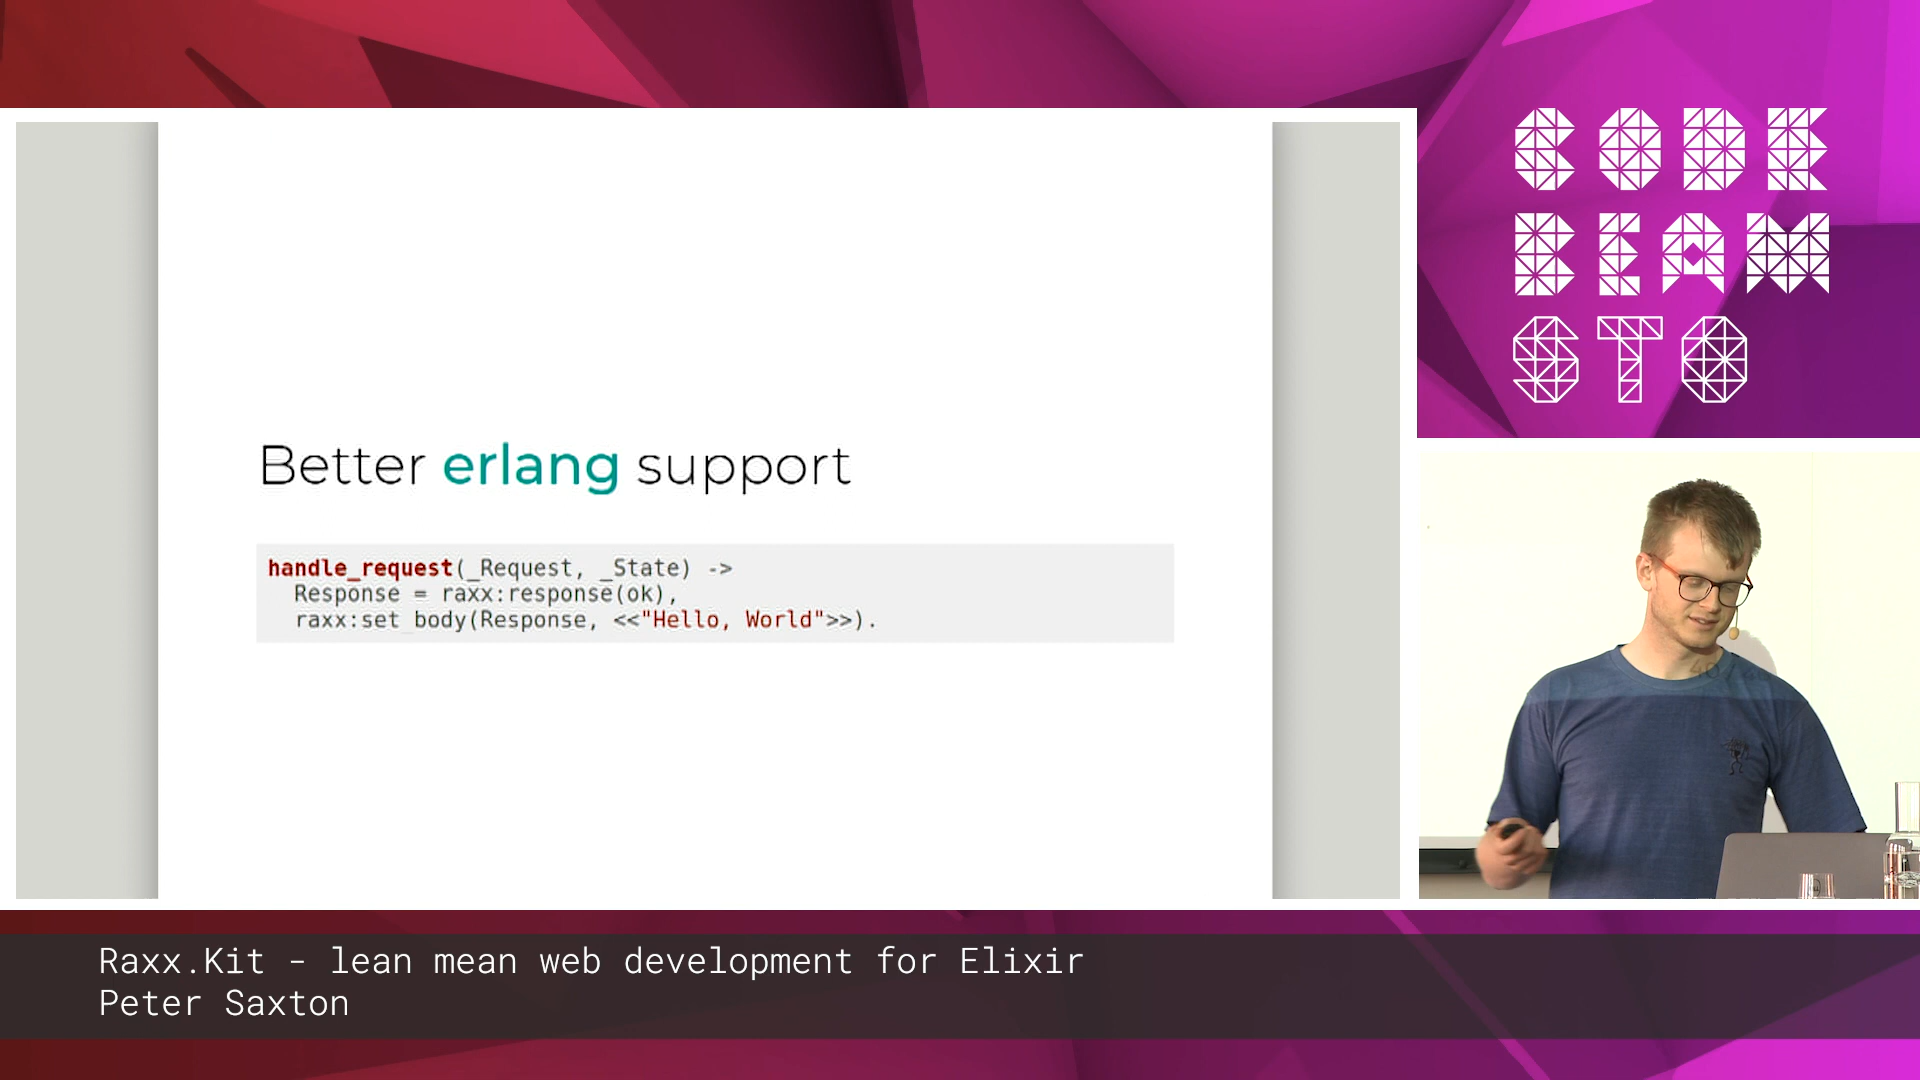 CODE
BEAM
STO
Better erlang support
handle_request(_Request, _State) ->
Response = raxx:response(ok),
raxx:set_body(Response, <<"Hello, World">>).
Raxx.Kit - lean mean web development for Elixir
Peter Saxton